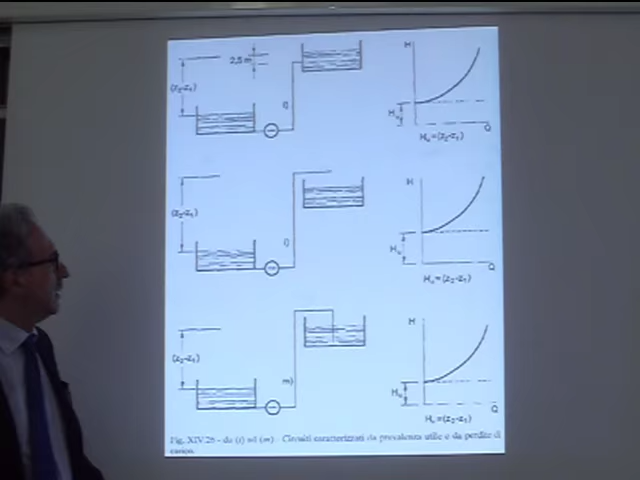 H
2,5 m
(z₂-z₁)
H
Q
Hᵤ=(z₂-z₁)
H
(z₂-z₁)
i)
Hᵤ
Q
Hᵤ = (z₂-z₁)
H
(z₂-z₁)
m)
Hᵤ
Q
Hᵤ=(z₂-z₁)
Fig. XIV.26 - da (i) ad (m) - Circuiti caratterizzati da prevalenza utile e da perdite di
carico.